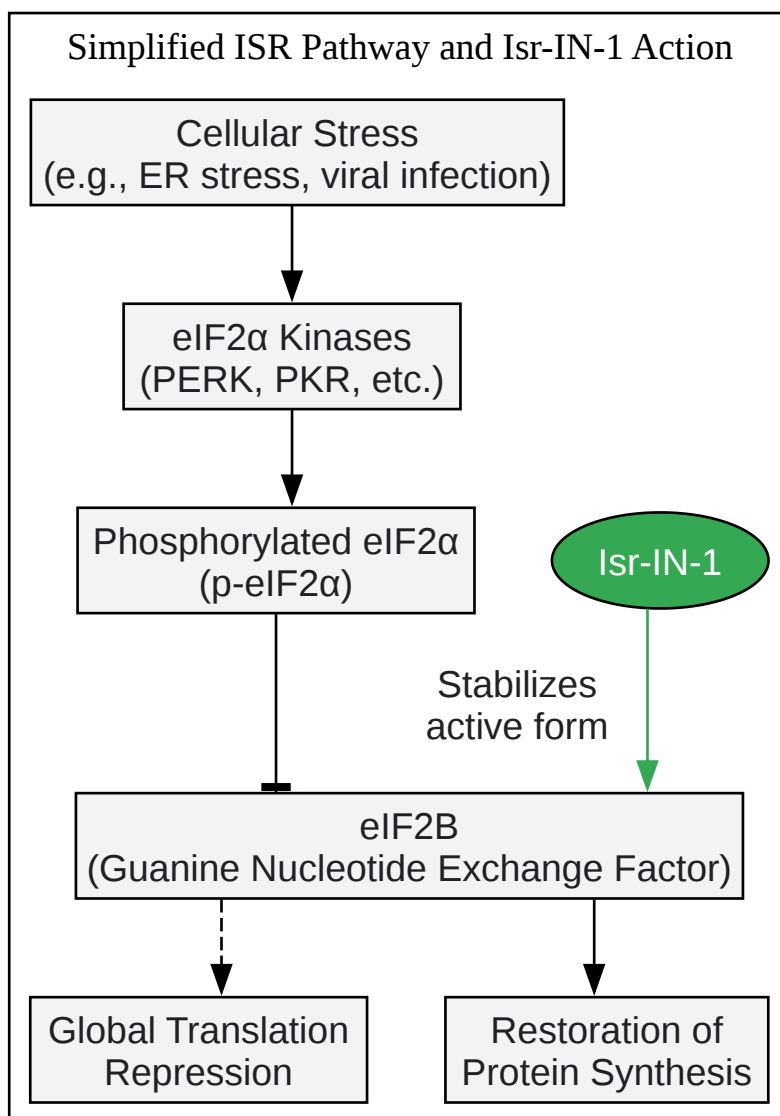 Simplified ISR Pathway and Isr-IN-1 Action
Cellular Stress
(e.g., ER stress, viral infection)
eIF2α Kinases
(PERK, PKR, etc.)
Phosphorylated eIF2α
(p-eIF2α)
Isr-IN-1
Stabilizes
active form
eIF2B
(Guanine Nucleotide Exchange Factor)
Global Translation
Repression
Restoration of
Protein Synthesis